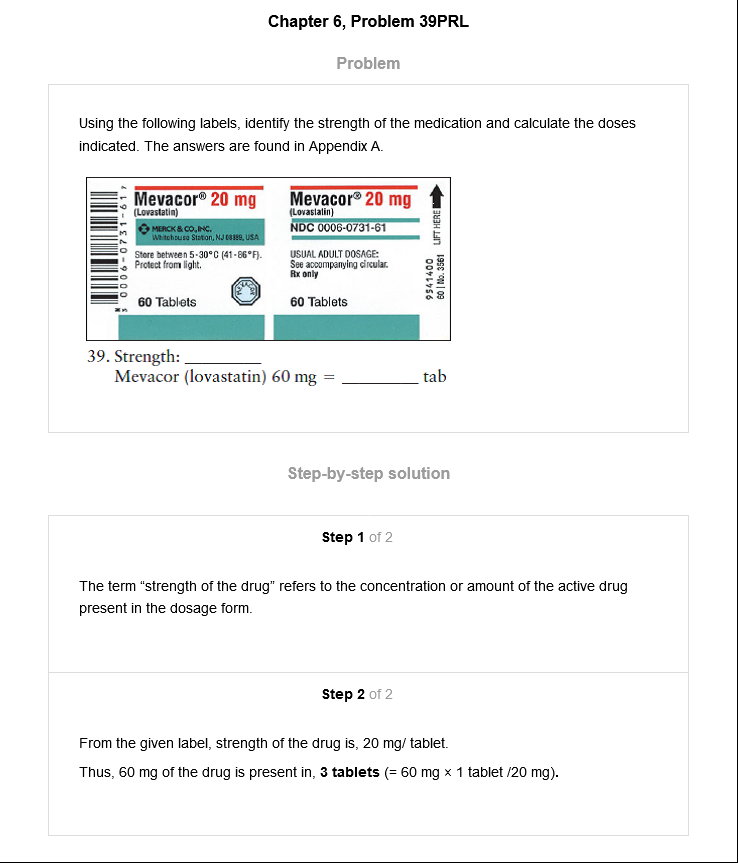 Chapter 6, Problem 39PRL
Problem
Using the following labels, identify the strength of the medication and calculate the doses
indicated. The answers are found in Appendix A.
0006-0731-61
Mevacor® 20 mg
(Lovastatin)
MERCK & CO., INC.
Whitehouse Station, NJ 08889, USA
Store between 5-30°C (41-86°F).
Protect from light.
60 Tablets
Mevacor® 20 mg
(Lovastatin)
NDC 0006-0731-61
USUAL ADULT DOSAGE:
See accompanying circular.
Rx only
60 Tablets
LIFT HERE
9541400
60 | No. 3561
39. Strength: ________
Mevacor (lovastatin) 60 mg = ________ tab
Step-by-step solution
Step 1 of 2
The term “strength of the drug” refers to the concentration or amount of the active drug
present in the dosage form.
Step 2 of 2
From the given label, strength of the drug is, 20 mg/ tablet.
Thus, 60 mg of the drug is present in, 3 tablets (= 60 mg × 1 tablet /20 mg).